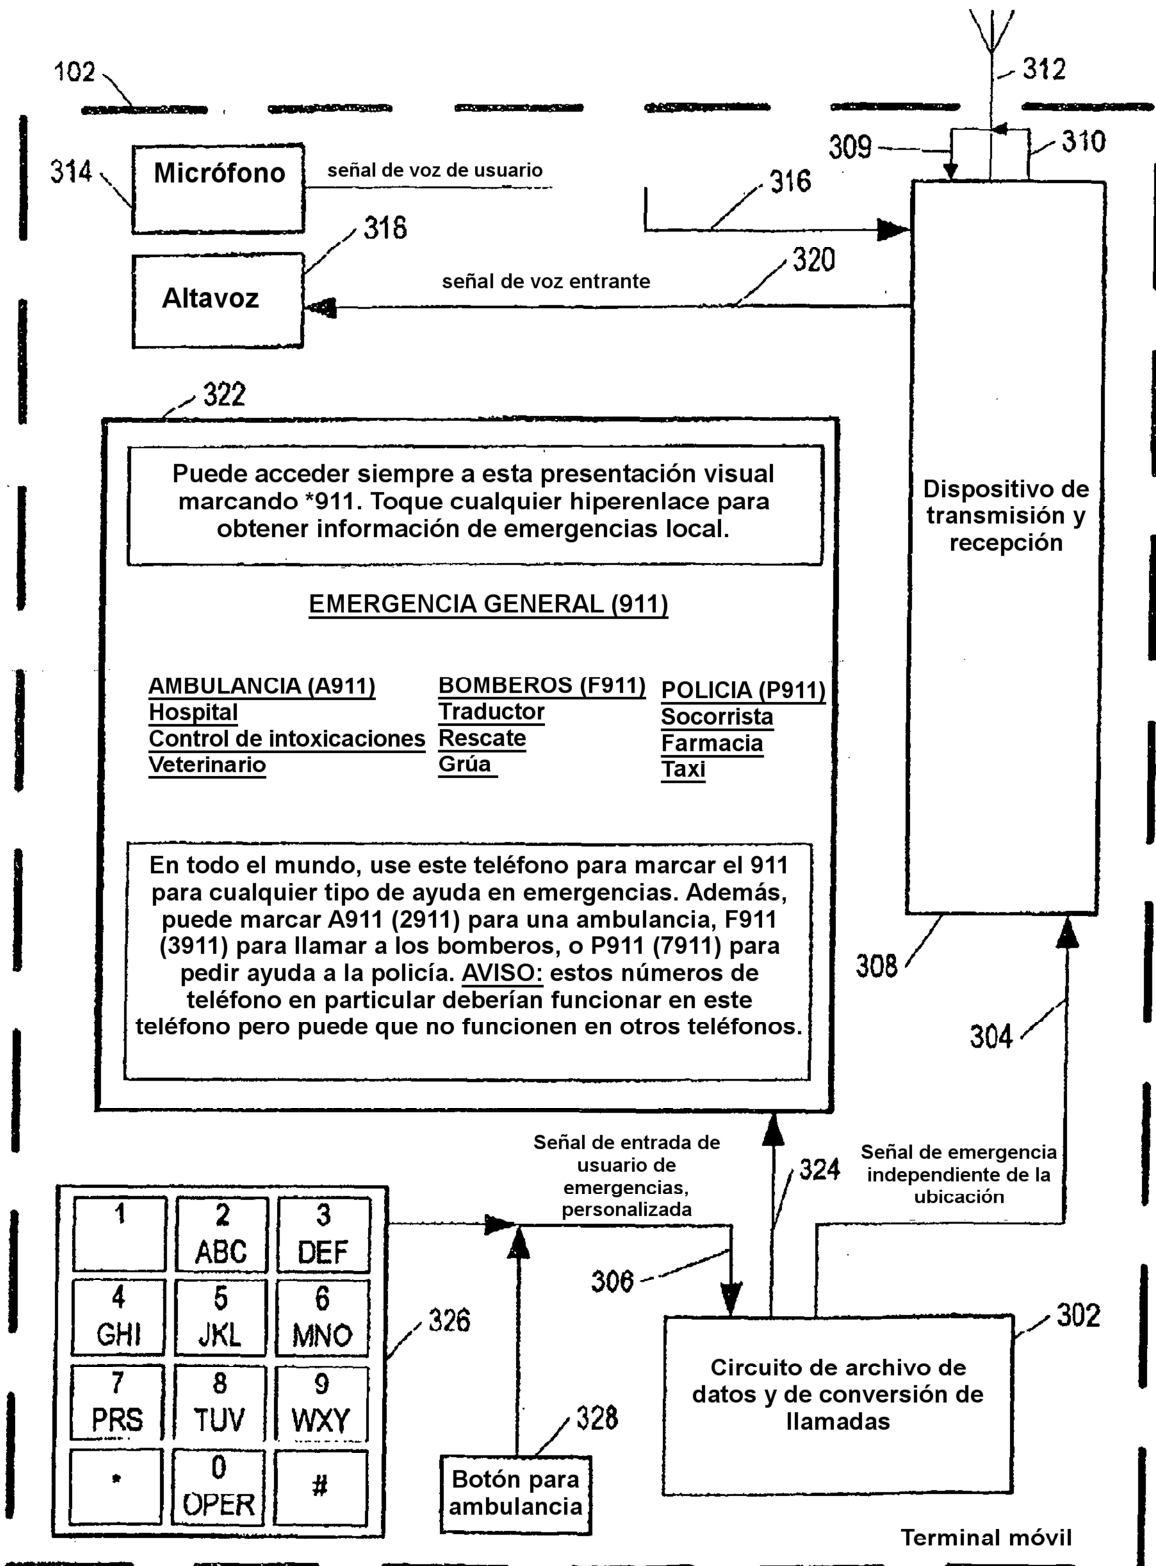 102
312
309
310
314
Micrófono
señal de voz de usuario
316
318
320
Altavoz
señal de voz entrante
322
Puede acceder siempre a esta presentación visual
marcando *911. Toque cualquier hiperenlace para
obtener información de emergencias local.
EMERGENCIA GENERAL (911)
AMBULANCIA (A911)
Hospital
Control de intoxicaciones
Veterinario
BOMBEROS (F911)
Traductor
Rescate
Grúa
POLICIA (P911)
Socorrista
Farmacia
Taxi
En todo el mundo, use este teléfono para marcar el 911
para cualquier tipo de ayuda en emergencias. Además,
puede marcar A911 (2911) para una ambulancia, F911
(3911) para llamar a los bomberos, o P911 (7911) para
pedir ayuda a la policía. AVISO: estos números de
teléfono en particular deberían funcionar en este
teléfono pero puede que no funcionen en otros teléfonos.
Dispositivo de
transmisión y
recepción
308
304
Señal de entrada de
usuario de
emergencias,
personalizada
324
Señal de emergencia
independiente de la
ubicación
306
1
2
ABC
3
DEF
4
GHI
5
JKL
6
MNO
7
PRS
8
TUV
9
WXY
*
0
OPER
#
326
328
Botón para
ambulancia
302
Circuito de archivo de
datos y de conversión de
llamadas
Terminal móvil